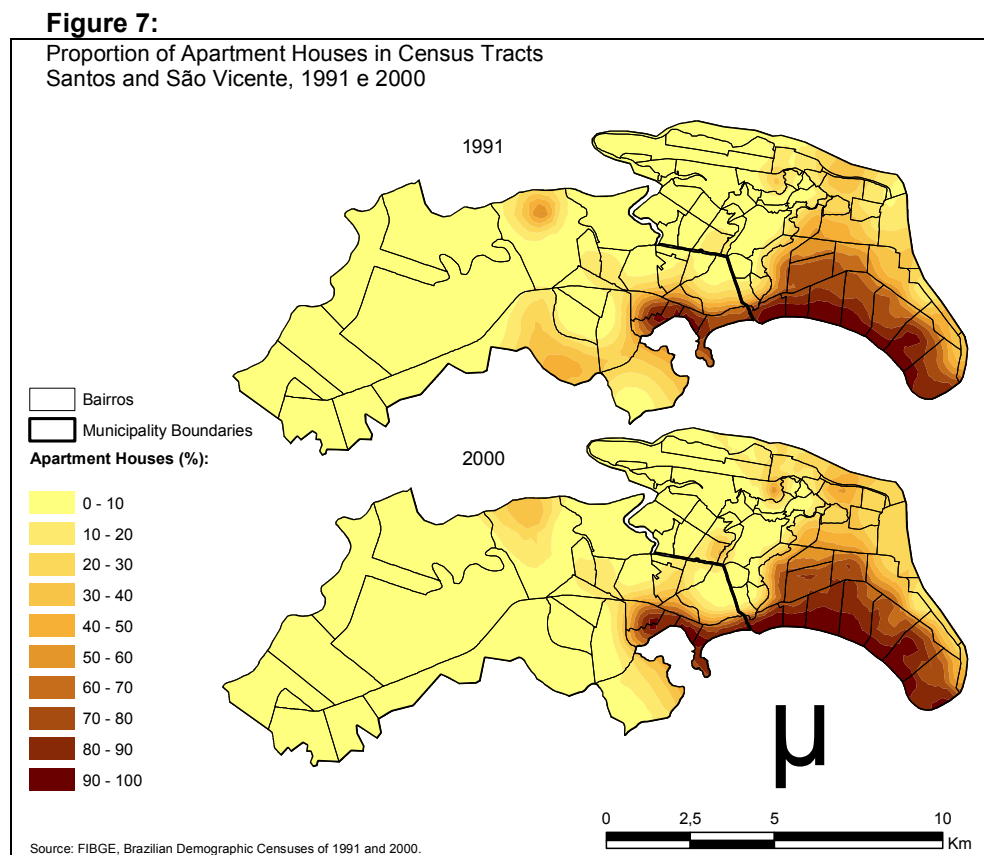 Figure 7:
Proportion of Apartment Houses in Census Tracts
Santos and São Vicente, 1991 e 2000
1991
Bairros
Municipality Boundaries
Apartment Houses (%):
2000
0 - 10
10 - 20
20 - 30
30 - 40
40 - 50
50 - 60
60 - 70
70 - 80
80 - 90
90 - 100
µ
0 2,5 5 10
Km
Source: FIBGE, Brazilian Demographic Censuses of 1991 and 2000.